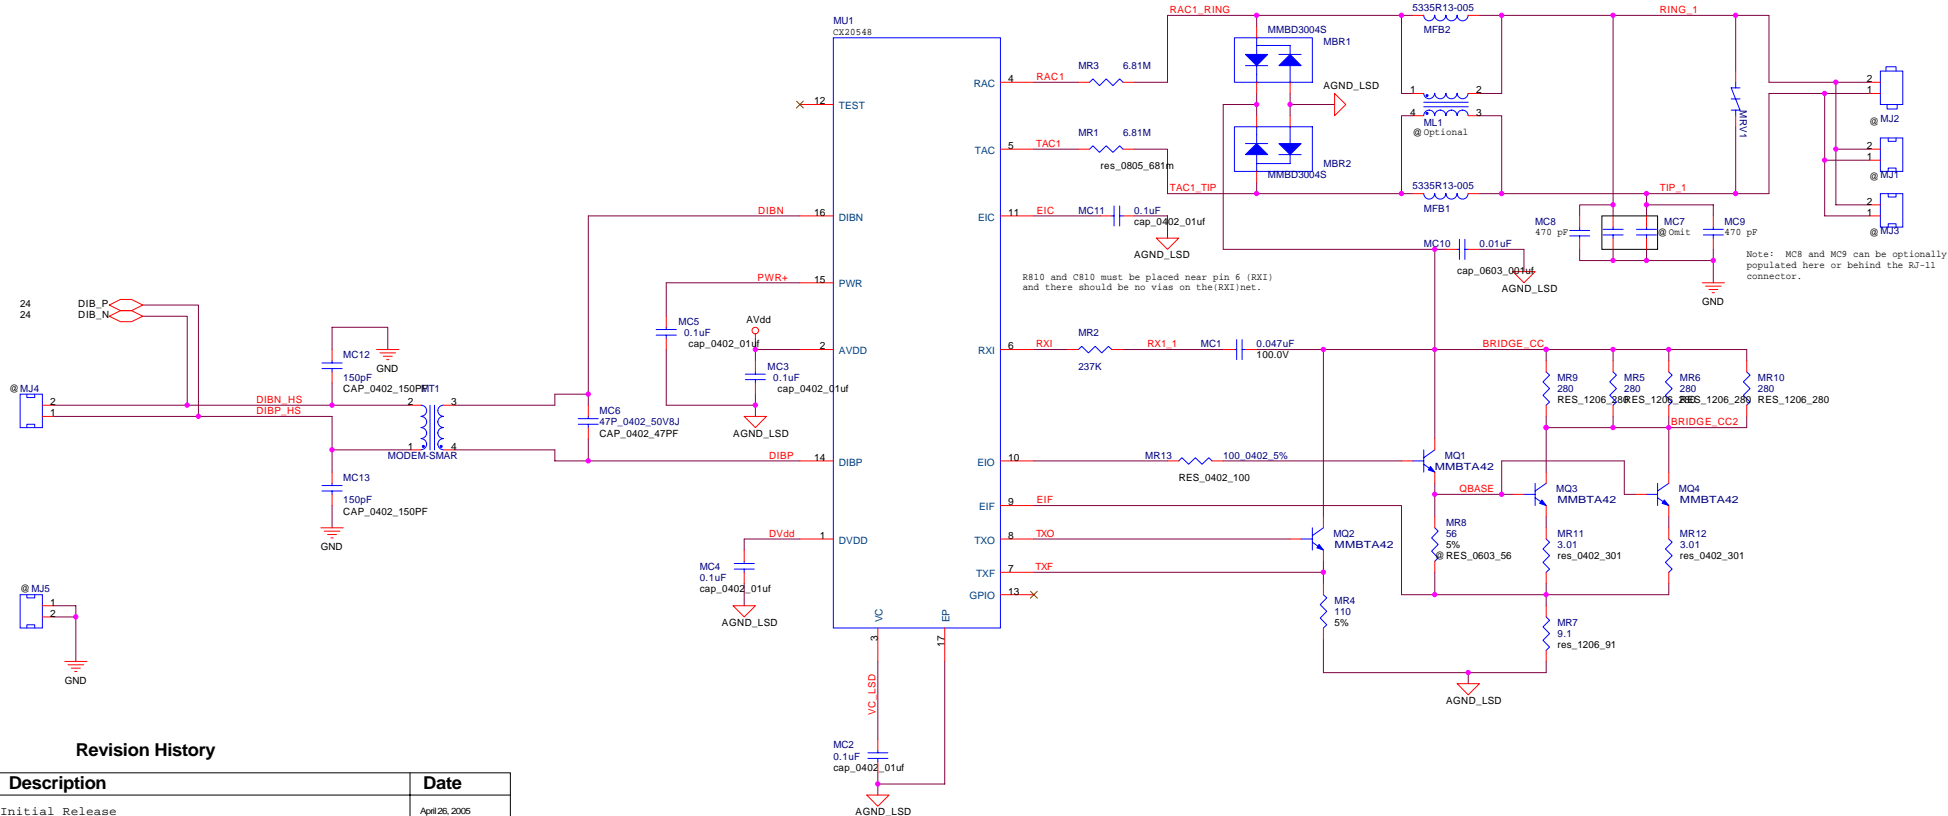 MU1
CX20548
12 TEST
16 DIBN
15 PWR
2 AVDD
14 DIBP
1 DVDD
RAC 4
TAC 5
EIC 11
RXI 6
EIO 10
EIF 9
TXO 8
TXF 7
GPIO 13
VC
3
EP
17
RAC1_RING
5335R13-005
MFB2
RING_1
MMBD3004S
MBR1
RAC1
MR3 6.81M
AGND_LSD
1 2
4 3
ML1
@ Optional
MRV1
2
1
@ MJ2
TAC1
MR1 6.81M
res_0805_681m
MBR2
MMBD3004S
2
1
@ MJ1
TAC1_TIP
5335R13-005
MFB1
TIP_1
2
1
@ MJ3
DIBN
EIC
MC11 0.1uF
cap_0402_01uf
AGND_LSD
MC8
470 pF
MC7
@ Omit
MC9
470 pF
GND
Note: MC8 and MC9 can be optionally
populated here or behind the RJ-11
connector.
MC10 0.01uF
cap_0603_001uf
AGND_LSD
R810 and C810 must be placed near pin 6 (RXI)
and there should be no vias on the(RXI)net.
PWR+
MC5
0.1uF
cap_0402_01uf
AVdd
MC3
0.1uF
cap_0402_01uf
AGND_LSD
24 DIB_P
24 DIB_N
MC12
150pF
CAP_0402_150PF
GND
MT1
@ MJ4
2
1
DIBN_HS
DIBP_HS
2 3
1 4
MODEM-SMAR
MC6
47P_0402_50V8J
CAP_0402_47PF
DIBP
MC13
150pF
CAP_0402_150PF
GND
RXI
MR2
237K
RX1_1
MC1 0.047uF
100.0V
BRIDGE_CC
MR9
280
RES_1206_280
MR5
280
RES_1206_280
MR6
280
RES_1206_280
MR10
280
RES_1206_280
BRIDGE_CC2
MR13 100_0402_5%
RES_0402_100
MQ1
MMBTA42
QBASE
MQ3
MMBTA42
MQ4
MMBTA42
EIF
TXO
TXF
MQ2
MMBTA42
MR8
56
5%
@ RES_0603_56
MR11
3.01
res_0402_301
MR12
3.01
res_0402_301
MR4
110
5%
MR7
9.1
res_1206_91
AGND_LSD
DVdd
MC4
0.1uF
cap_0402_01uf
AGND_LSD
@ MJ5
1
2
GND
VC_LSD
MC2
0.1uF
cap_0402_01uf
AGND_LSD
Revision History
Description Date
Initial Release April 26, 2005